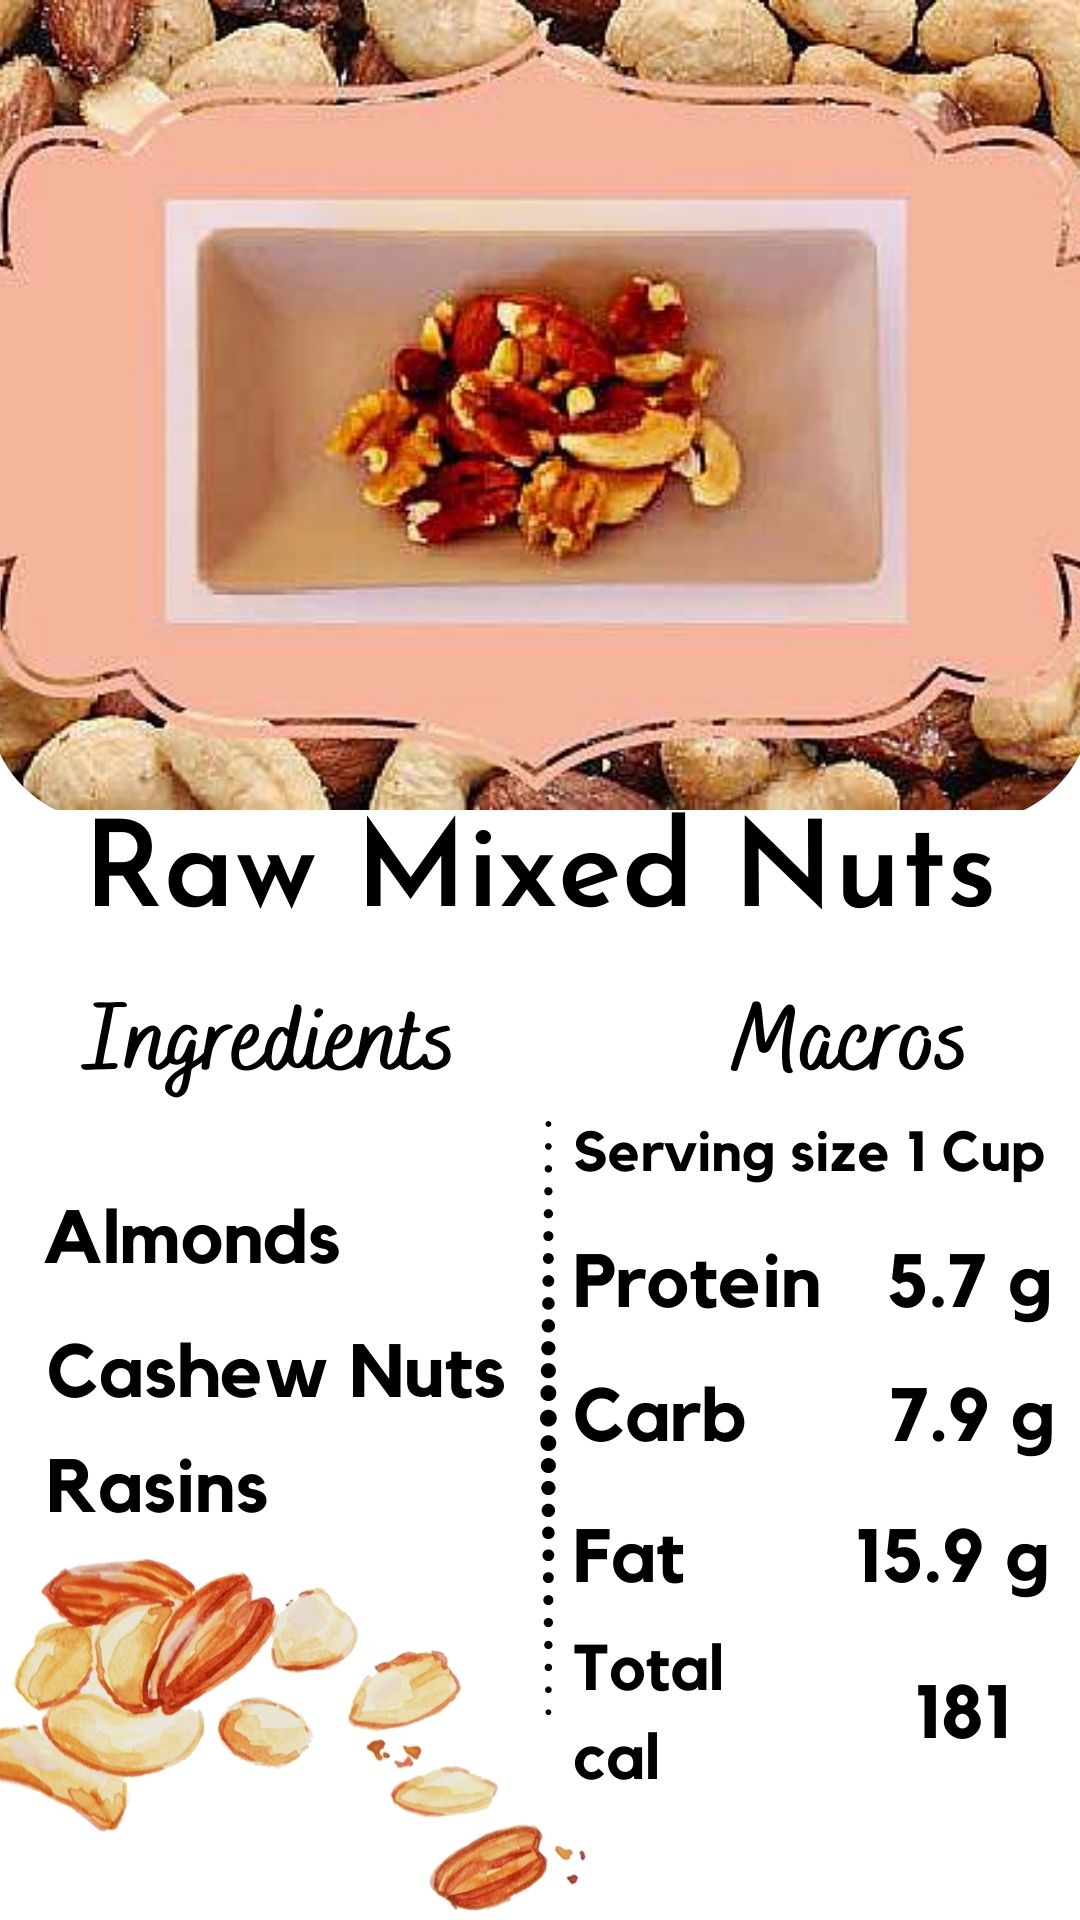 Raw Mixed Nuts
Ingredients
Almonds
Cashew Nuts
Rasins
Macros
Serving size 1 Cup
Protein 5.7 g
Carb 7.9 g
Fat 15.9 g
Total
cal 181